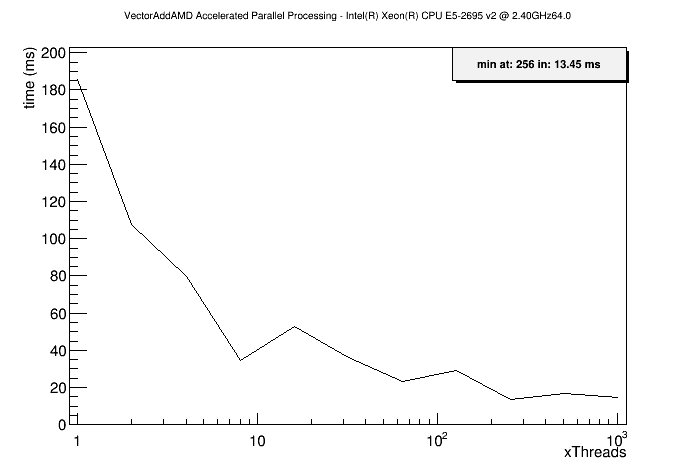 VectorAddAMD Accelerated Parallel Processing - Intel(R) Xeon(R) CPU E5-2695 v2 @ 2.40GHz64.0
min at: 256 in: 13.45 ms
time (ms)
200
180
160
140
120
100
80
60
40
20
0
1 10 10² 10³
xThreads